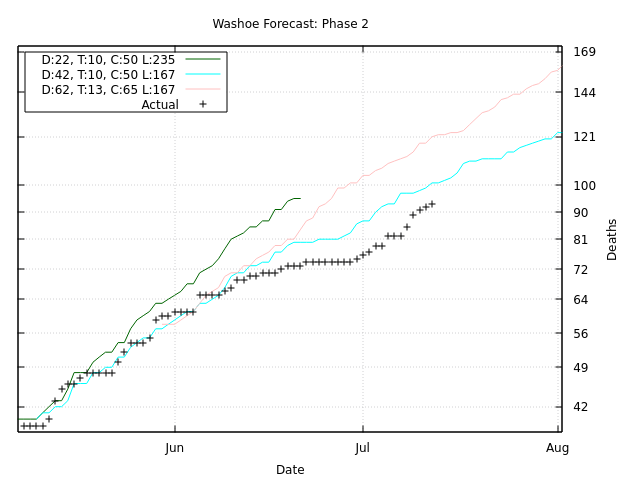 Washoe Forecast: Phase 2
D:22, T:10, C:50 L:235
D:42, T:10, C:50 L:167
D:62, T:13, C:65 L:167
Actual
169
144
121
100
90
81
72
64
56
49
42
Deaths
Jun
Jul
Aug
Date